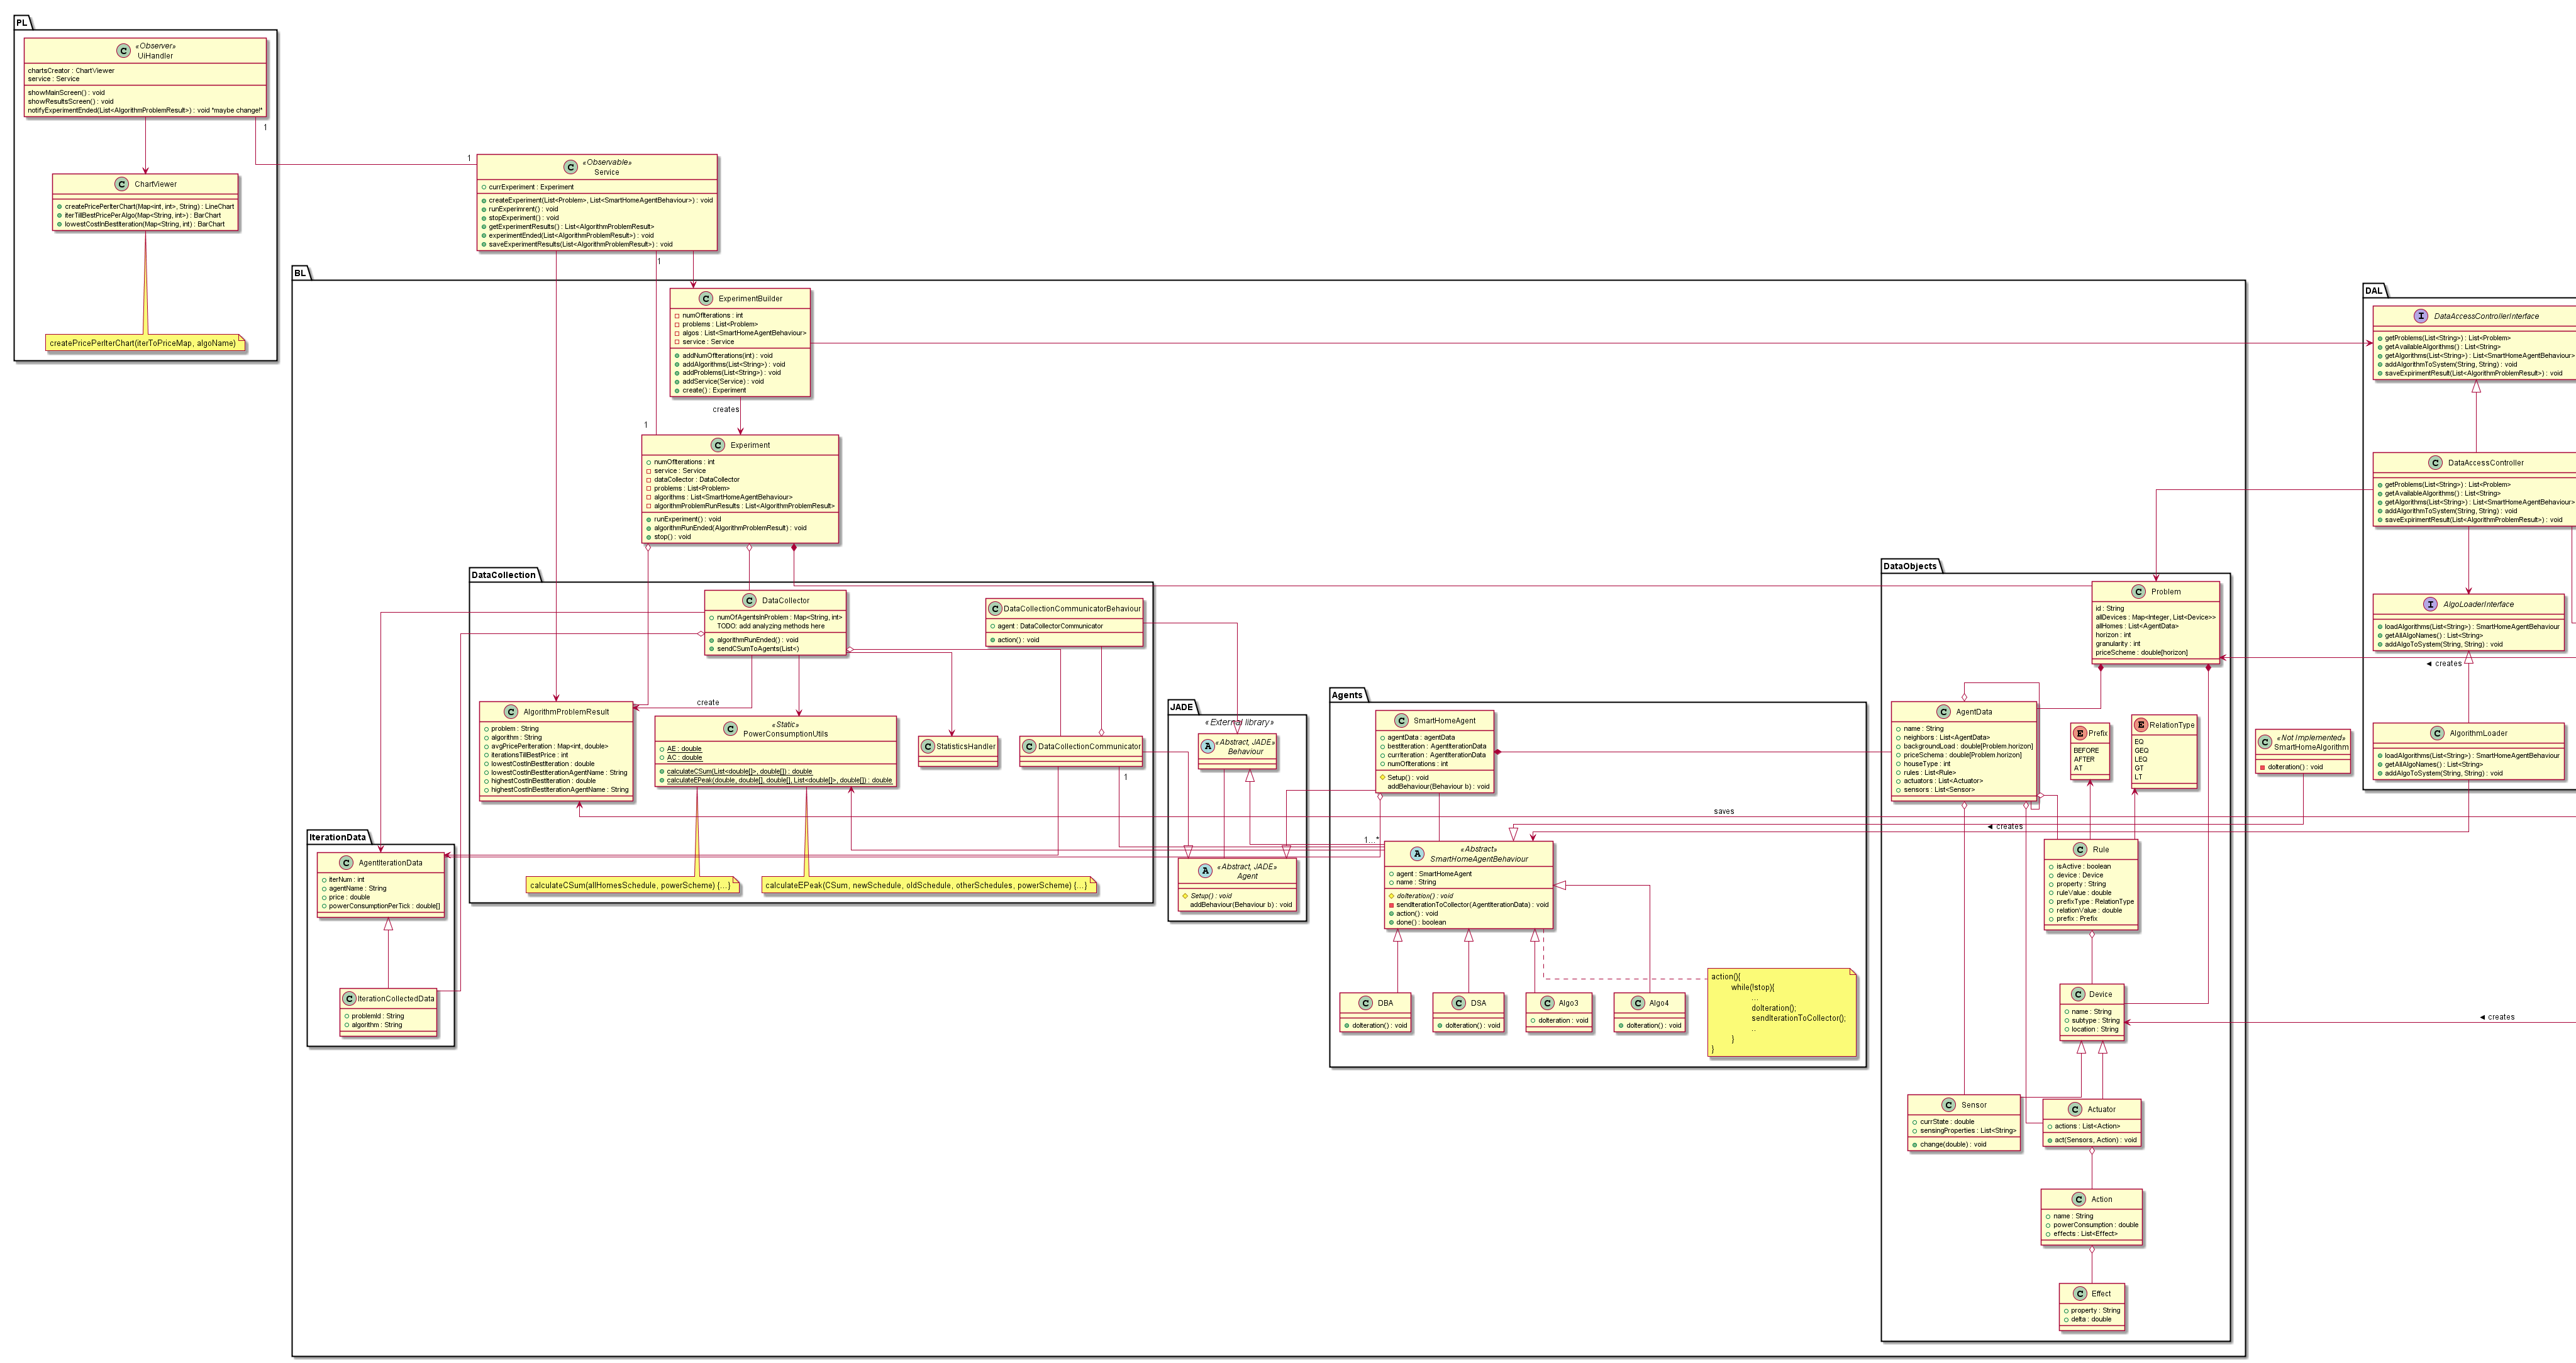 PL
C «Observer»
UiHandler
chartsCreator : ChartViewer
service : Service
showMainScreen() : void
showResultsScreen() : void
notifyExperimentEnded(List<AlgorithmProblemResult>) : void *maybe change!*
1
C ChartViewer
createPricePerIterChart(Map<int, int>, String) : LineChart
iterTillBestPricePerAlgo(Map<String, int>) : BarChart
lowestCostInBestIteration(Map<String, int) : BarChart
createPricePerIterChart(iterToPriceMap, algoName)
1
C «Observable»
Service
currExperiment : Experiment
createExperiment(List<Problem>, List<SmartHomeAgentBehaviour>) : void
runExperimrent() : void
stopExperiment() : void
getExperimentResults() : List<AlgorithmProblemResult>
experimentEnded(List<AlgorithmProblemResult>) : void
saveExperimentResults(List<AlgorithmProblemResult>) : void
1
BL
C ExperimentBuilder
numOfIterations : int
problems : List<Problem>
algos : List<SmartHomeAgentBehaviour>
service : Service
addNumOfIterations(int) : void
addAlgorithms(List<String>) : void
addProblems(List<String>) : void
addService(Service) : void
create() : Experiment
creates
1
C Experiment
numOfIterations : int
service : Service
dataCollector : DataCollector
problems : List<Problem>
algorithms : List<SmartHomeAgentBehaviour>
algorithmProblemRunResults : List<AlgorithmProblemResult>
runExperiment() : void
algorithmRunEnded(AlgorithmProblemResult) : void
stop() : void
DataCollection
C DataCollector
numOfAgentsInProblem : Map<String, int>
TODO: add analyzing methods here
algorithmRunEnded() : void
sendCSumToAgents(List<)
C DataCollectionCommunicatorBehaviour
agent : DataCollectorCommunicator
action() : void
create
C AlgorithmProblemResult
problem : String
algorithm : String
avgPricePerIteration : Map<int, double>
iterationsTillBestPrice : int
lowestCostInBestIteration : double
lowestCostInBestIterationAgentName : String
highestCostInBestIteration : double
highestCostInBestIterationAgentName : String
C «Static»
PowerConsumptionUtils
AE : double
AC : double
calculateCSum(List<double[]>, double[]) : double
calculateEPeak(double, double[], double[], List<double[]>, double[]) : double
C StatisticsHandler
C DataCollectionCommunicator
1
calculateCSum(allHomesSchedule, powerScheme) {...}
calculateEPeak(CSum, newSchedule, oldSchedule, otherSchedules, powerScheme) {...}
IterationData
C AgentIterationData
iterNum : int
agentName : String
price : double
powerConsumptionPerTick : double[]
C IterationCollectedData
problemId : String
algorithm : String
JADE
«External library»
A «Abstract, JADE»
Behaviour
A «Abstract, JADE»
Agent
Setup() : void
addBehaviour(Behaviour b) : void
Agents
C SmartHomeAgent
agentData : agentData
bestIteration : AgentIterationData
currIteration : AgentIterationData
numOfIterations : int
Setup() : void
addBehaviour(Behaviour b) : void
1...*
A «Abstract»
SmartHomeAgentBehaviour
agent : SmartHomeAgent
name : String
doIteration() : void
sendIterationToCollector(AgentIterationData) : void
action() : void
done() : boolean
C DBA
doIteration() : void
C DSA
doIteration() : void
C Algo3
doIteration : void
C Algo4
doIteration() : void
action(){
while(!stop){
...
doIteration();
sendIterationToCollector();
..
}
}
DataObjects
C Problem
id : String
allDevices : Map<Integer, List<Device>>
allHomes : List<AgentData>
horizon : int
granularity : int
priceScheme : double[horizon]
C AgentData
name : String
neighbors : List<AgentData>
backgroundLoad : double[Problem.horizon]
priceSchema : double[Problem.horizon]
houseType : int
rules : List<Rule>
actuators : List<Actuator>
sensors : List<Sensor>
E Prefix
BEFORE
AFTER
AT
E RelationType
EQ
GEQ
LEQ
GT
LT
saves
◄ creates
C Rule
isActive : boolean
device : Device
property : String
ruleValue : double
prefixType : RelationType
relationValue : double
prefix : Prefix
C Device
name : String
subtype : String
location : String
C Sensor
currState : double
sensingProperties : List<String>
change(double) : void
C Actuator
actions : List<Action>
act(Sensors, Action) : void
C Action
name : String
powerConsumption : double
effects : List<Effect>
C Effect
property : String
delta : double
C «Not Implemented»
SmartHomeAlgorithm
doIteration() : void
DAL
I DataAccessControllerInterface
getProblems(List<String>) : List<Problem>
getAvailableAlgorithms() : List<String>
getAlgorithms(List<String>) : List<SmartHomeAgentBehaviour>
addAlgorithmToSystem(String, String) : void
saveExpirimentResult(List<AlgorithmProblemResult>) : void
C DataAccessController
getProblems(List<String>) : List<Problem>
getAvailableAlgorithms() : List<String>
getAlgorithms(List<String>) : List<SmartHomeAgentBehaviour>
addAlgorithmToSystem(String, String) : void
saveExpirimentResult(List<AlgorithmProblemResult>) : void
I AlgoLoaderInterface
loadAlgorithms(List<String>) : SmartHomeAgentBehaviour
getAllAlgoNames() : List<String>
addAlgoToSystem(String, String) : void
◄ creates
C AlgorithmLoader
loadAlgorithms(List<String>) : SmartHomeAgentBehaviour
getAllAlgoNames() : List<String>
addAlgoToSystem(String, String) : void
◄ creates